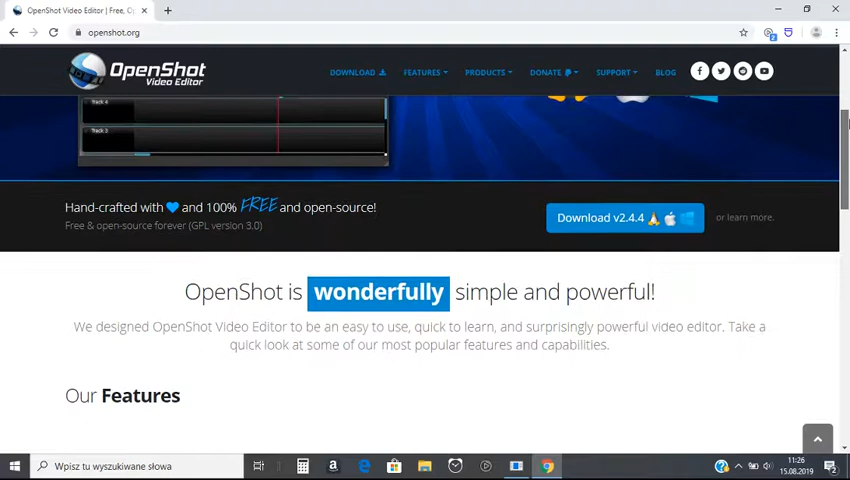 OpenShot Video Editor | Free, Op
openshot.org
OpenShot
Video Editor
DOWNLOAD FEATURES PRODUCTS DONATE SUPPORT BLOG
Track 4
Track 3
Hand-crafted with and 100% FREE and open-source!
Free & open-source forever (GPL version 3.0)
Download v2.4.4
or learn more.
OpenShot is wonderfully simple and powerful!
We designed OpenShot Video Editor to be an easy to use, quick to learn, and surprisingly powerful video editor. Take a
quick look at some of our most popular features and capabilities.
Our Features
Wpisz tu wyszukiwane słowa
11:26
15.08.2019
2